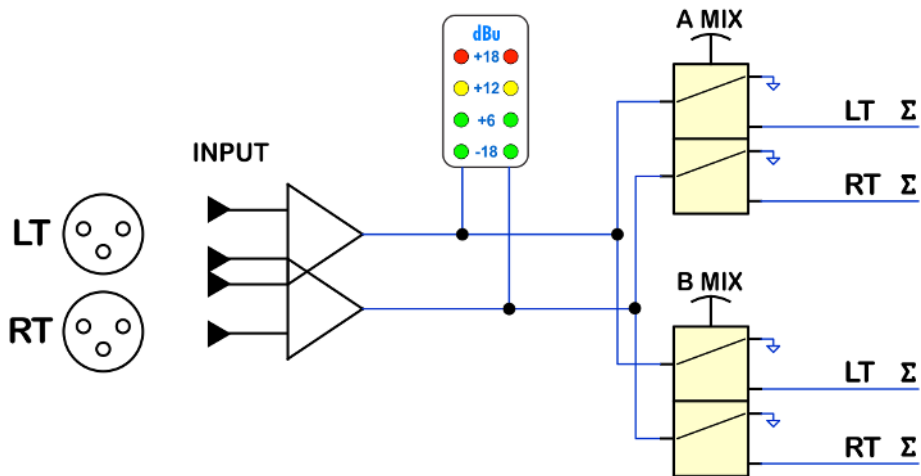 dBu
+18
+12
+6
-18
A MIX
LT Σ
RT Σ
INPUT
LT
RT
B MIX
LT Σ
RT Σ